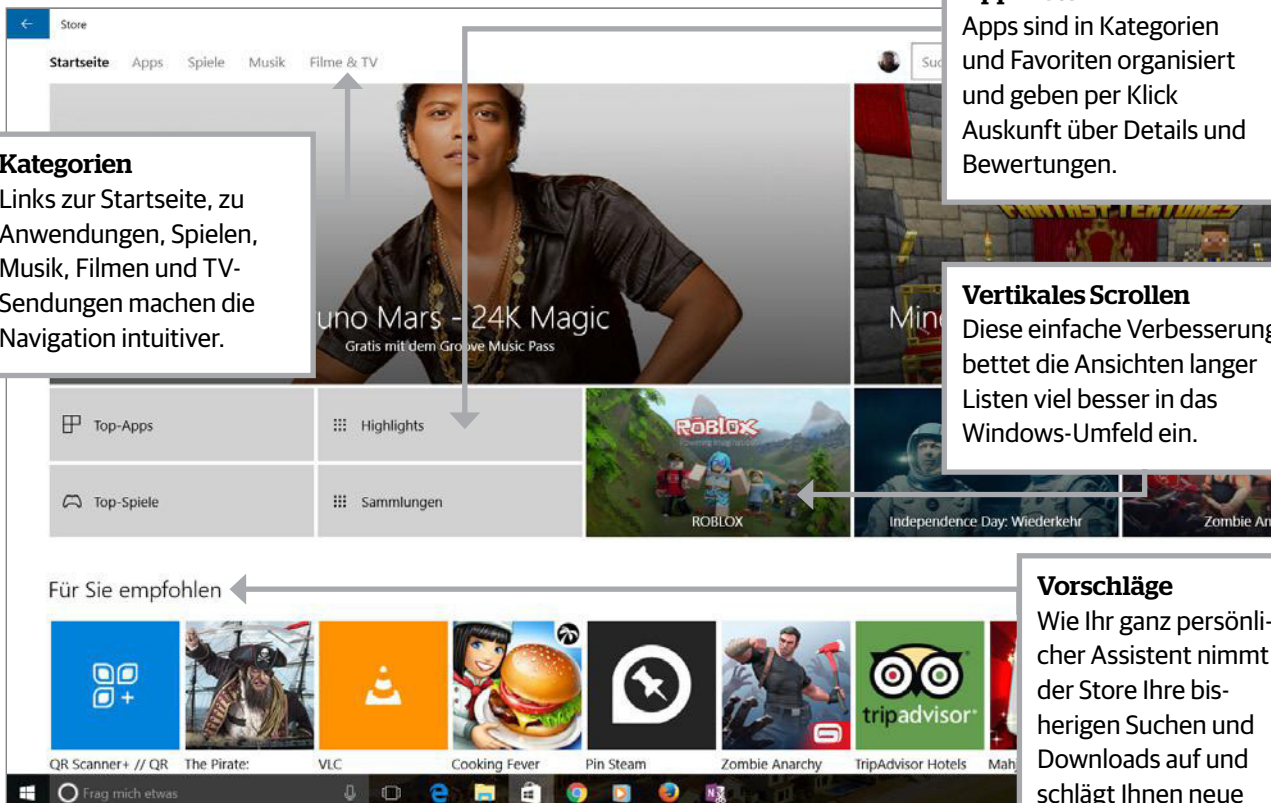 Store
Startseite Apps Spiele Musik Filme & TV
Apps sind in Kategorien
und Favoriten organisiert
und geben per Klick
Auskunft über Details und
Bewertungen.
Kategorien
Links zur Startseite, zu
Anwendungen, Spielen,
Musik, Filmen und TV-
Sendungen machen die
Navigation intuitiver.
Mars - 24K Magic
Gratis mit dem Groove Music Pass
FANTASY TEXTURES
Vertikales Scrollen
Diese einfache Verbesserung
bettet die Ansichten langer
Listen viel besser in das
Windows-Umfeld ein.
Top-Apps
Highlights
Top-Spiele
Sammlungen
ROBLOX
Powering Imagination
ROBLOX
Independence Day: Wiederkehr
Zombie
Für Sie empfohlen
Vorschläge
Wie Ihr ganz persönli-
cher Assistent nimmt
der Store Ihre bis-
herigen Suchen und
Downloads auf und
schlägt Ihnen neue
tripadvisor
QR Scanner+ // QR
The Pirate:
VLC
Cooking Fever
Pin Steam
Zombie Anarchy
TripAdvisor Hotels
Frag mich etwas